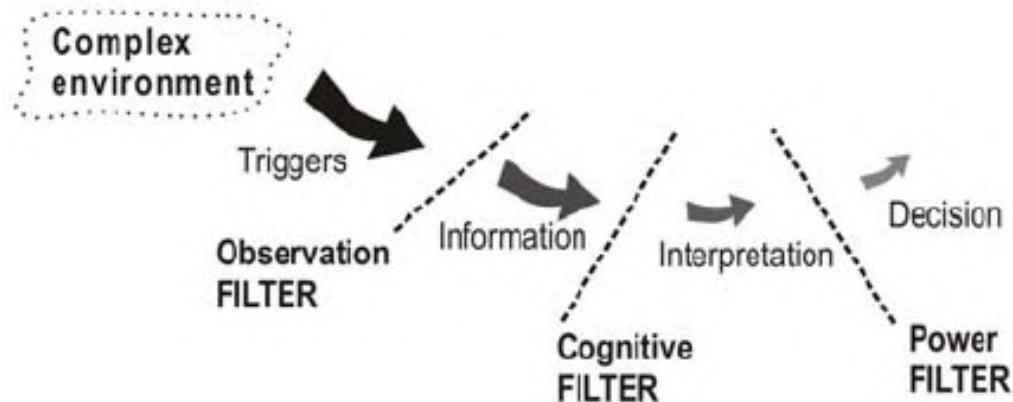 Complex
environment
Triggers
Observation
FILTER
Information
Cognitive
FILTER
Interpretation
Power
FILTER
Decision